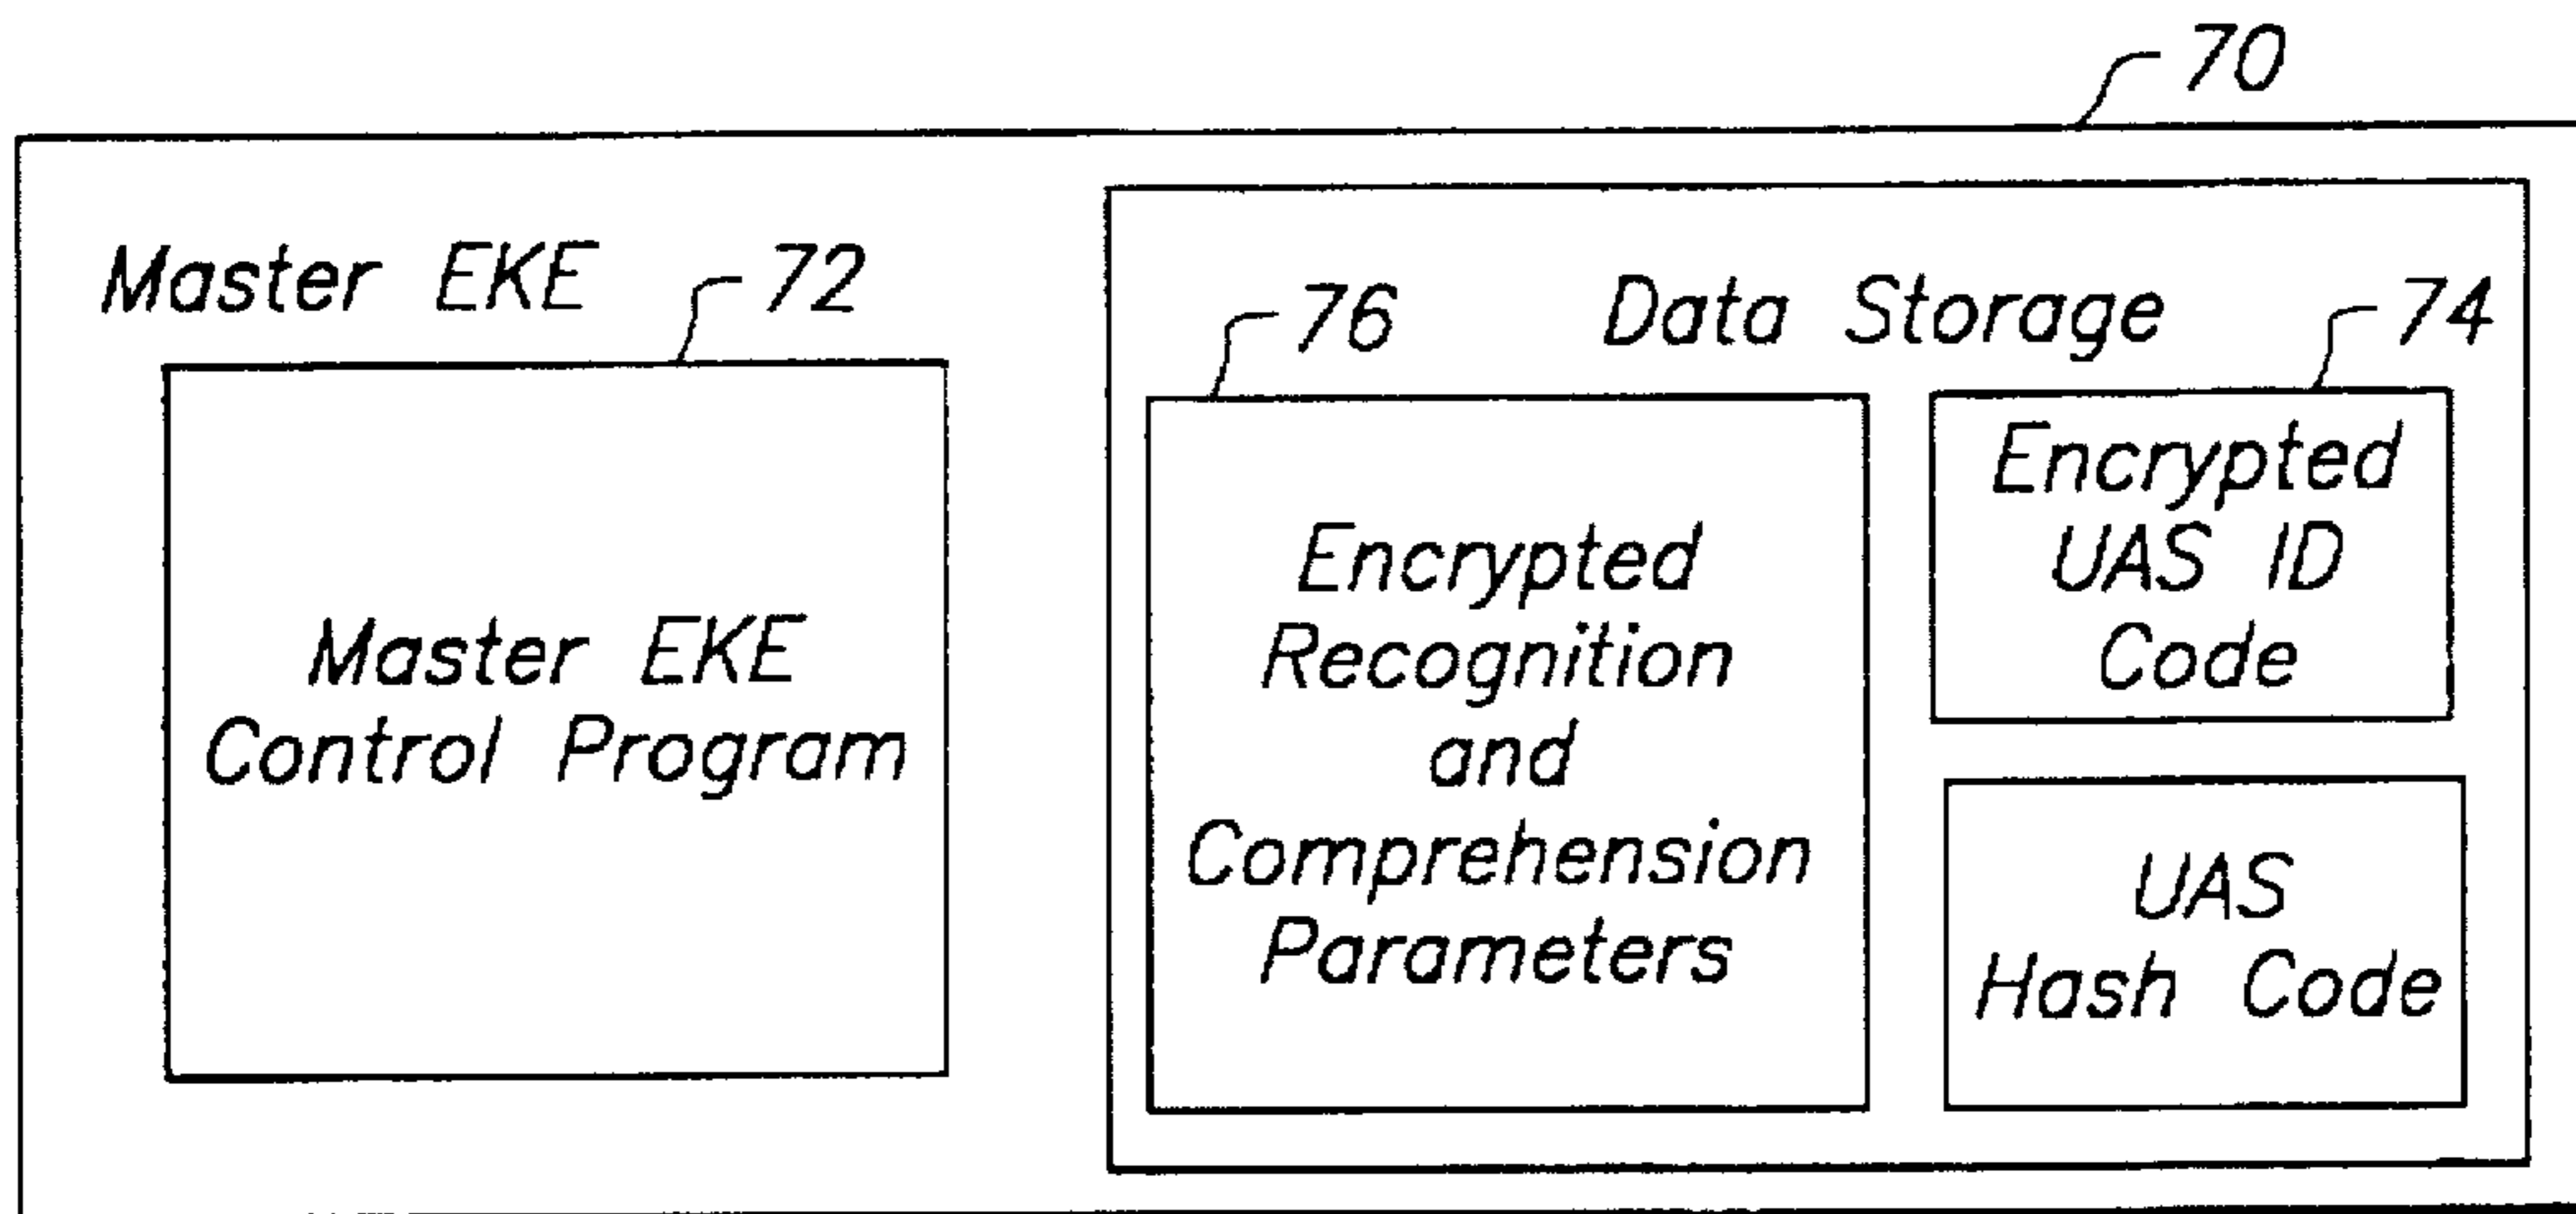 70
Master EKE
72
Master EKE
Control Program
Data Storage
76
Encrypted
Recognition
and
Comprehension
Parameters
74
Encrypted
UAS ID
Code
UAS
Hash Code